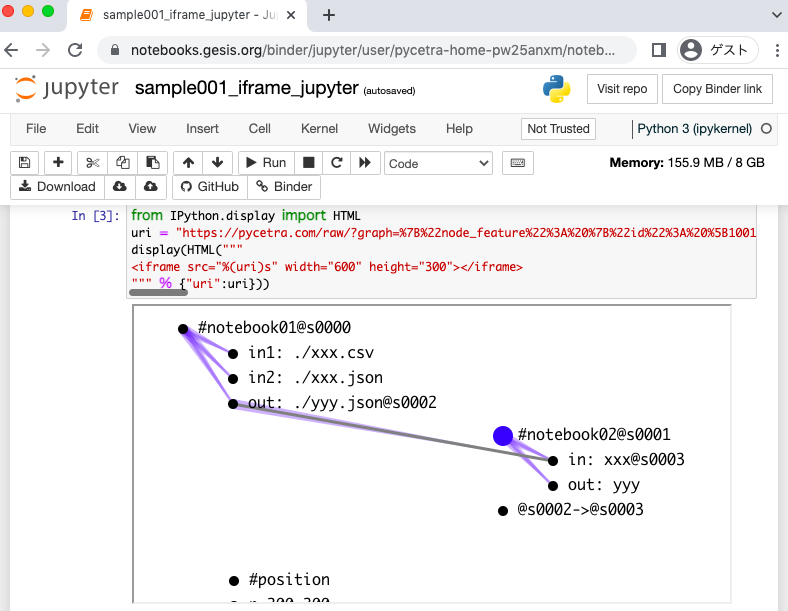 sample001_iframe_jupyter - Ju
notebooks.gesis.org/binder/jupyter/user/pycetra-home-pw25anxm/noteb...
ゲスト
jupyter sample001_iframe_jupyter (autosaved)
Visit repo
Copy Binder link
File Edit View Insert Cell Kernel Widgets Help
Not Trusted
Python 3 (ipykernel)
Run
Code
Memory: 155.9 MB / 8 GB
Download
GitHub
Binder
In [3]:
from IPython.display import HTML
uri = "https://pycetra.com/raw/?graph=%7B%22node_feature%22%3A%20%7B%22id%22%3A%20%5B1001
display(HTML("""
<iframe src="%(uri)s" width="600" height="300"></iframe>
""" % {"uri":uri}))
#notebook01@s0000
in1: ./xxx.csv
in2: ./xxx.json
out: ./yyy.json@s0002
#notebook02@s0001
in: xxx@s0003
out: yyy
@s0002->@s0003
#position